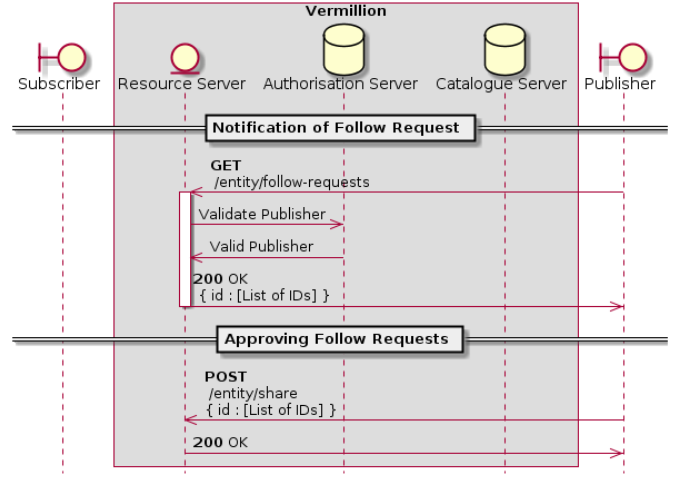 Vermillion
Subscriber Resource Server Authorisation Server Catalogue Server Publisher
Notification of Follow Request
GET
/entity/follow-requests
Validate Publisher
Valid Publisher
200 OK
{ id : [List of IDs] }
Approving Follow Requests
POST
/entity/share
{ id : [List of IDs] }
200 OK